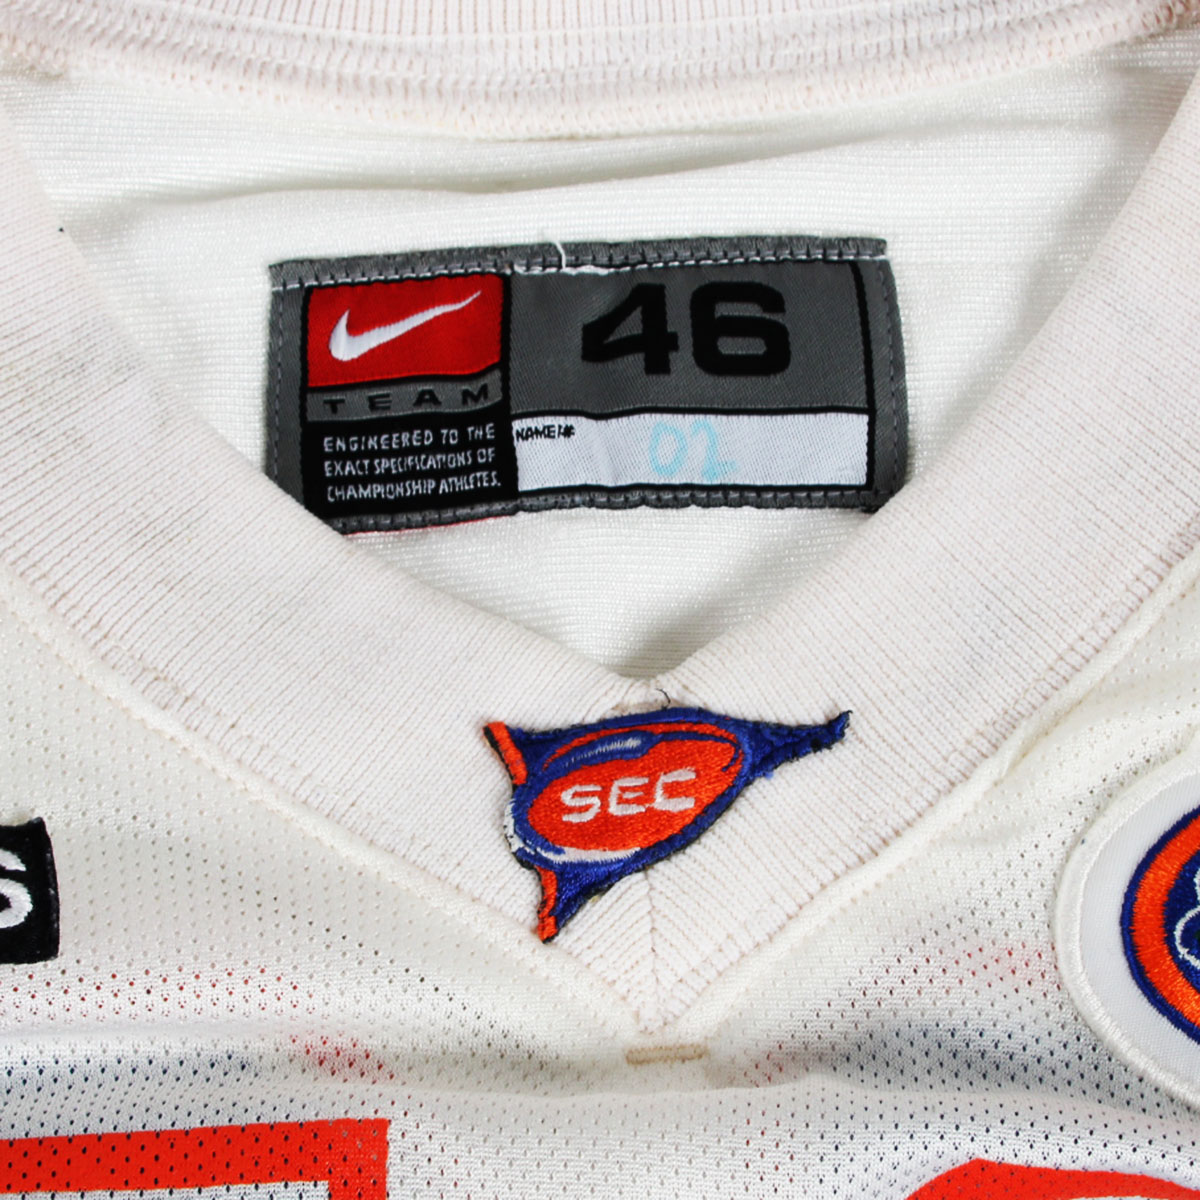 46
TEAM
NAME/#
02
ENGINEERED TO THE
EXACT SPECIFICATIONS OF
CHAMPIONSHIP ATHLETES.
SEC
S